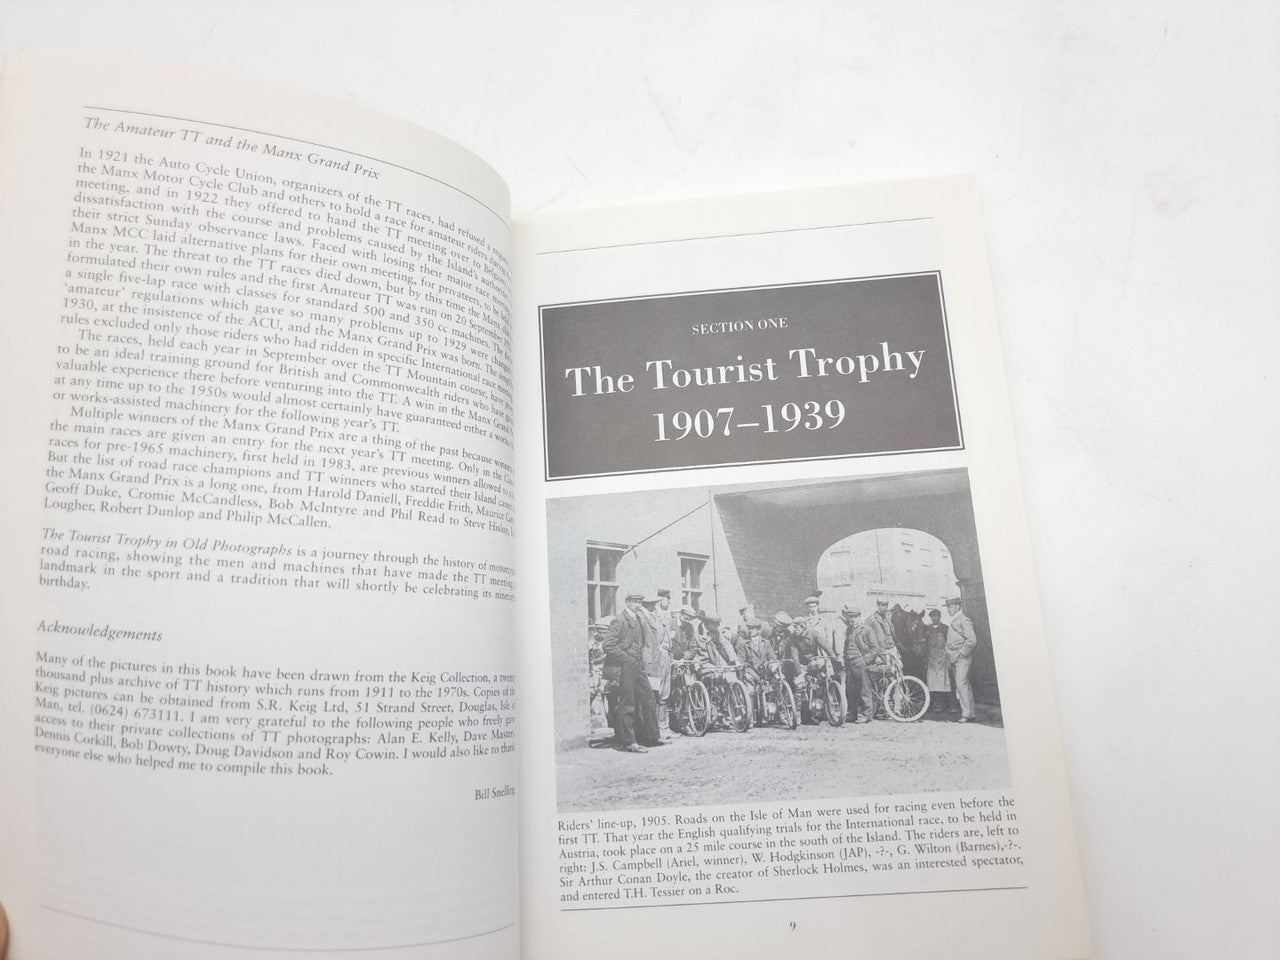 The Amateur TT and the Manx Grand Prix
In 1921 the Auto Cycle Union, organizers of the TT races, had refused a request
the Manx Motor Cycle Club and others to hold a race for amateur riders during
meeting, and in 1922 they offered to hand the TT meeting over to Belgium
dissatisfaction with the course and problems caused by the Island's
their strict Sunday observance laws. Faced with losing their major race
Manx MCC laid alternative plans for their own meeting, for privateers, to be
in the year. The threat to the TT races died down, but by this time the Manx
formulated their own rules and the first Amateur TT was run on 20 September
a single five-lap race with classes for standard 500 and 350 cc machines. The
'amateur' regulations which gave so many problems up to 1929 were changed
1930, at the insistence of the ACU, and the Manx Grand Prix was born. The
rules excluded only those riders who had ridden in specific International race
The races, held each year in September over the TT Mountain course, have
to be an ideal training ground for British and Commonwealth riders who have
valuable experience there before venturing into the TT. A win in the Manx Grand
at any time up to the 1950s would almost certainly have guaranteed either a works
or works-assisted machinery for the following year's TT.
Multiple winners of the Manx Grand Prix are a thing of the past because winners
the main races are given an entry for the next year's TT meeting. Only in the
races for pre-1965 machinery, first held in 1983, are previous winners allowed to
But the list of road race champions and TT winners who started their Island career
the Manx Grand Prix is a long one, from Harold Daniell, Freddie Frith, Maurice
Geoff Duke, Cromie McCandless, Bob McIntyre and Phil Read to Steve Hislop,
Lougher, Robert Dunlop and Philip McCallen.
The Tourist Trophy in Old Photographs is a journey through the history of
road racing, showing the men and machines that have made the TT meeting
landmark in the sport and a tradition that will shortly be celebrating its
birthday.
Acknowledgements
Many of the pictures in this book have been drawn from the Keig Collection, a
thousand plus archive of TT history which runs from 1911 to the 1970s. Copies of
Keig pictures can be obtained from S.R. Keig Ltd, 51 Strand Street, Douglas, Isle of
Man, tel. (0624) 673111. I am very grateful to the following people who freely gave
access to their private collections of TT photographs: Alan E. Kelly, Dave Masters,
Dennis Corkill, Bob Dowty, Doug Davidson and Roy Cowin. I would also like to thank
everyone else who helped me to compile this book.
Bill Snelling
SECTION ONE
The Tourist Trophy
1907–1939
Riders' line-up, 1905. Roads on the Isle of Man were used for racing even before the
first TT. That year the English qualifying trials for the International race, to be held in
Austria, took place on a 25 mile course in the south of the Island. The riders are, left to
right: J.S. Campbell (Ariel, winner), W. Hodgkinson (JAP), -?-, G. Wilton (Barnes),-?-.
Sir Arthur Conan Doyle, the creator of Sherlock Holmes, was an interested spectator,
and entered T.H. Tessier on a Roc.
9